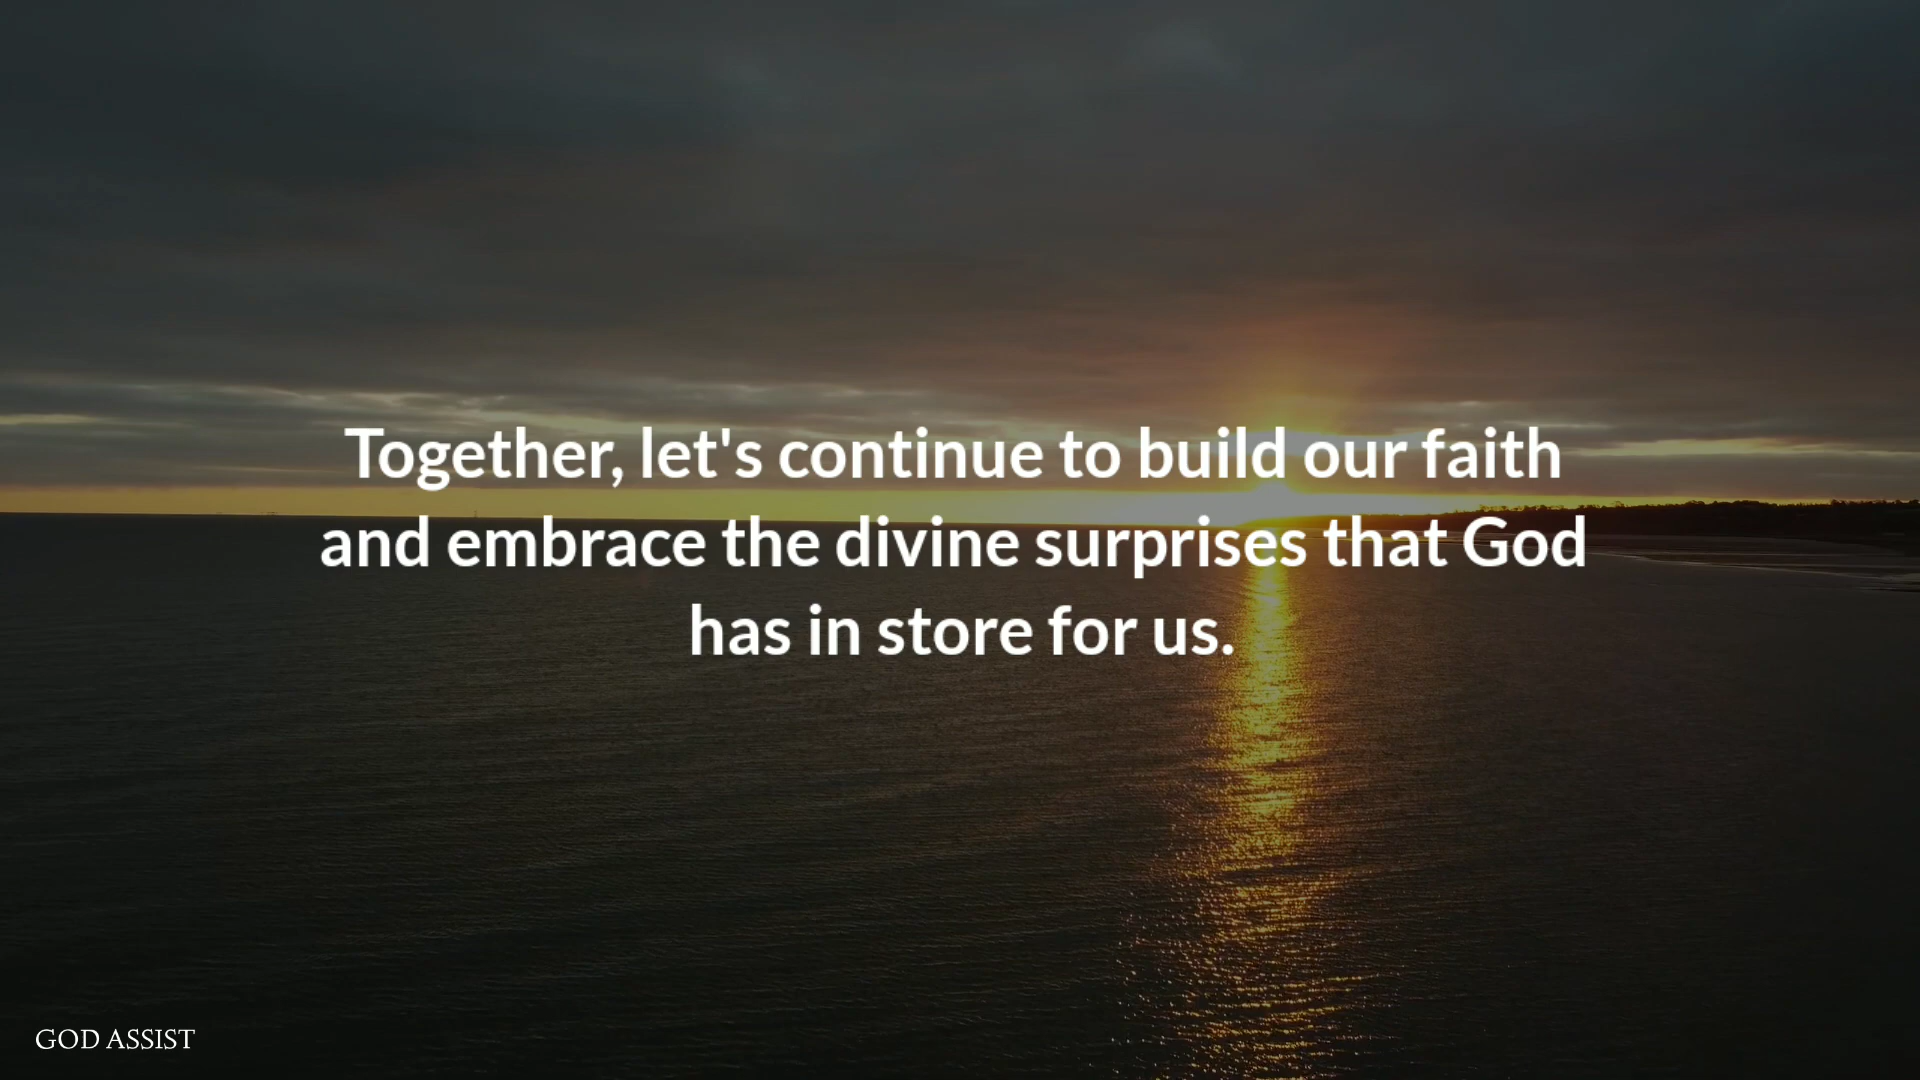 Together, let's continue to build our faith
and embrace the divine surprises that God
has in store for us.
GOD ASSIST